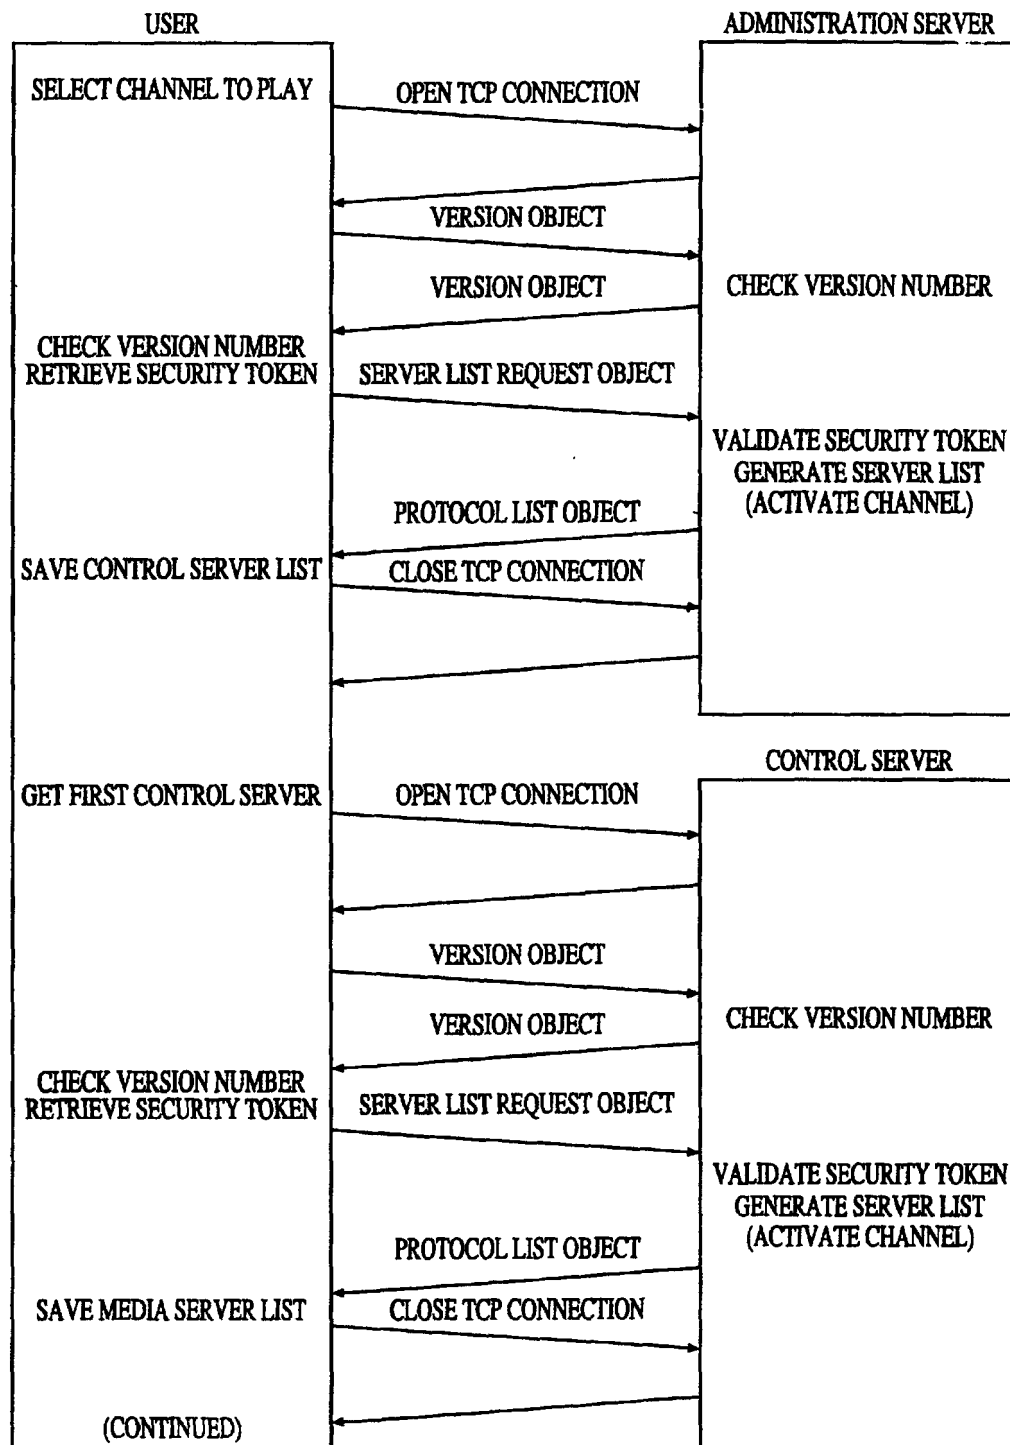 USER
ADMINISTRATION SERVER
SELECT CHANNEL TO PLAY
OPEN TCP CONNECTION
VERSION OBJECT
VERSION OBJECT
CHECK VERSION NUMBER
CHECK VERSION NUMBER
RETRIEVE SECURITY TOKEN
SERVER LIST REQUEST OBJECT
VALIDATE SECURITY TOKEN
GENERATE SERVER LIST
(ACTIVATE CHANNEL)
PROTOCOL LIST OBJECT
SAVE CONTROL SERVER LIST
CLOSE TCP CONNECTION
CONTROL SERVER
GET FIRST CONTROL SERVER
OPEN TCP CONNECTION
VERSION OBJECT
VERSION OBJECT
CHECK VERSION NUMBER
CHECK VERSION NUMBER
RETRIEVE SECURITY TOKEN
SERVER LIST REQUEST OBJECT
VALIDATE SECURITY TOKEN
GENERATE SERVER LIST
(ACTIVATE CHANNEL)
PROTOCOL LIST OBJECT
SAVE MEDIA SERVER LIST
CLOSE TCP CONNECTION
(CONTINUED)